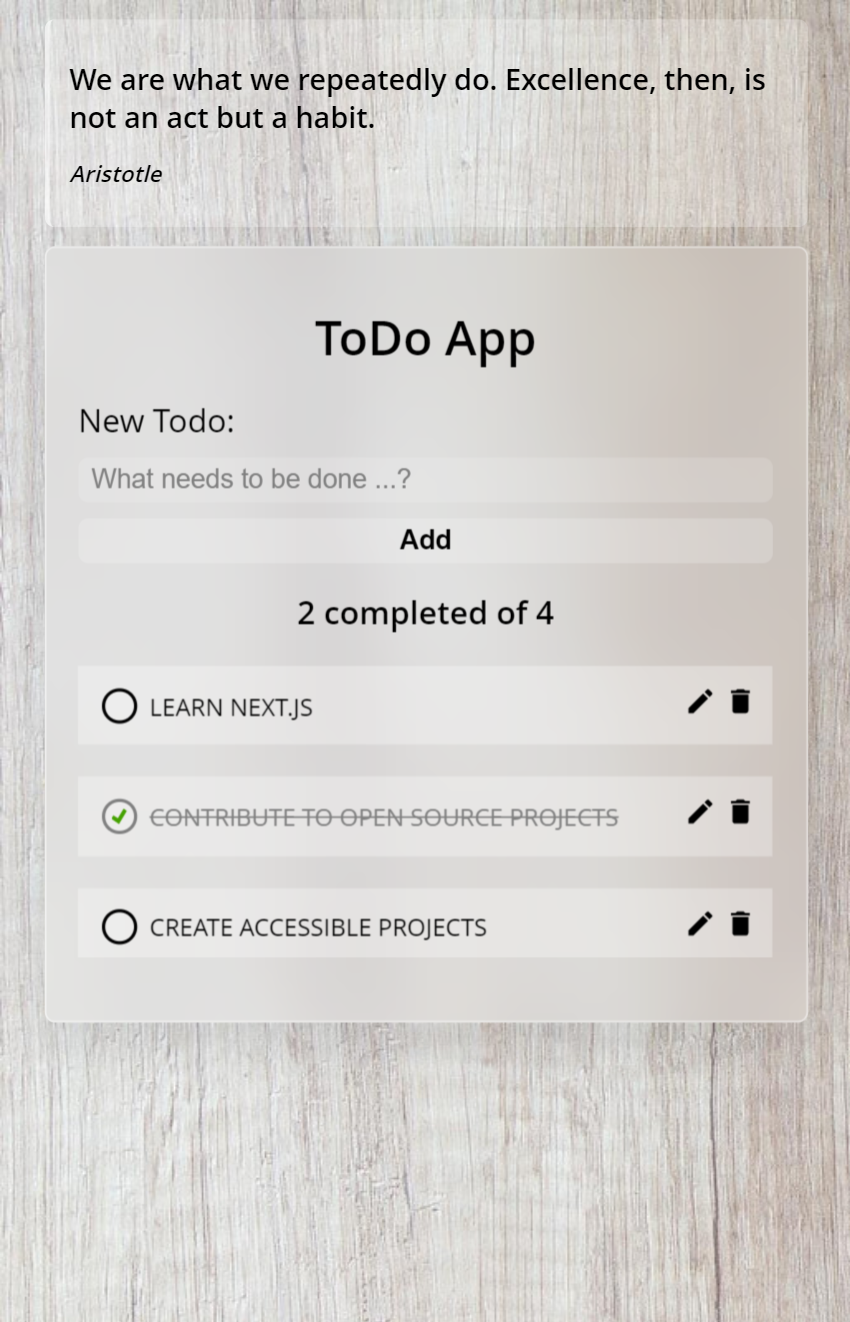 We are what we repeatedly do. Excellence, then, is
not an act but a habit.
Aristotle
ToDo App
New Todo:
What needs to be done ...?
Add
2 completed of 4
LEARN NEXT.JS
CONTRIBUTE TO OPEN SOURCE PROJECTS
CREATE ACCESSIBLE PROJECTS